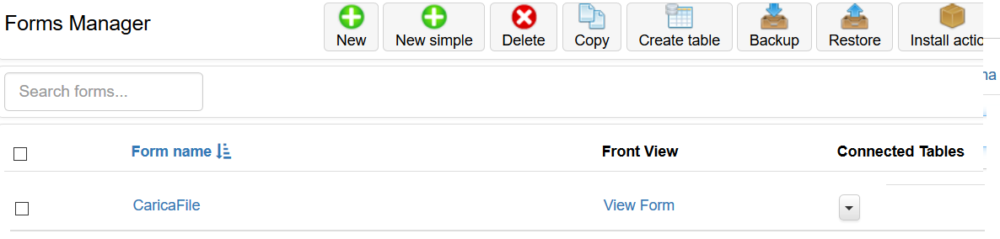 Forms Manager
New
New simple
Delete
Copy
Create table
Backup
Restore
Install actio
na
Search forms...
Form name
Front View
Connected Tables
CaricaFile
View Form